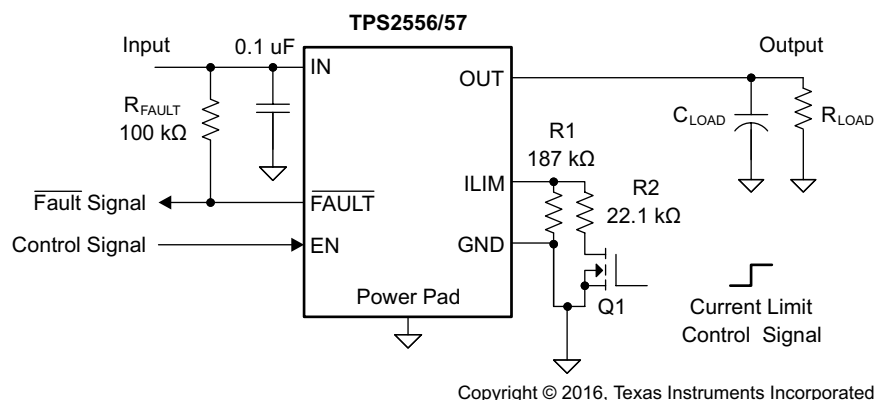 TPS2556/57
Input
0.1 uF
Output
IN
OUT
RFAULT
100 kΩ
CLOAD
RLOAD
R1
187 kΩ
ILIM
R2
22.1 kΩ
Fault Signal
FAULT
Control Signal
EN
GND
Power Pad
Q1
Current Limit
Control Signal
Copyright © 2016, Texas Instruments Incorporated